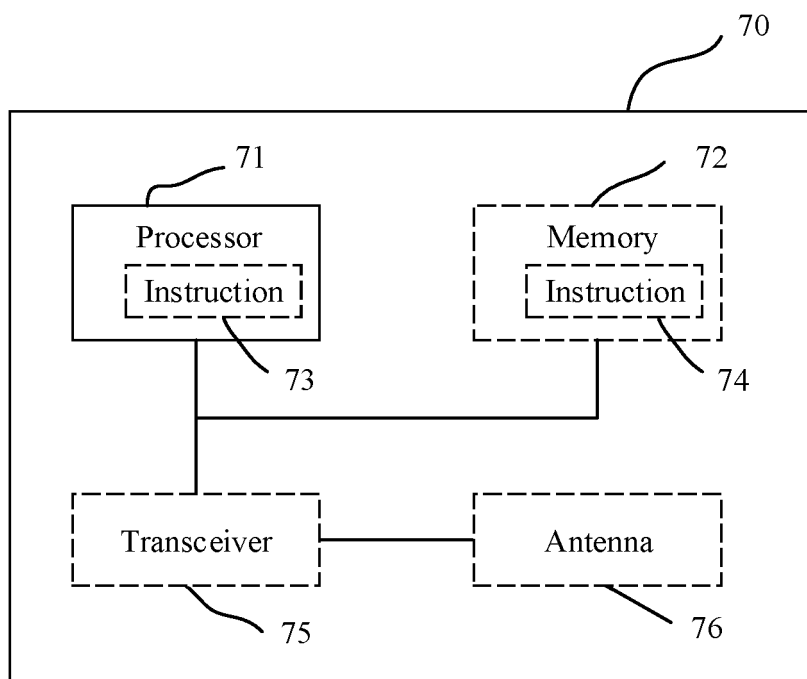 70
71
72
Processor
Memory
Instruction
Instruction
73
74
Transceiver
Antenna
75
76